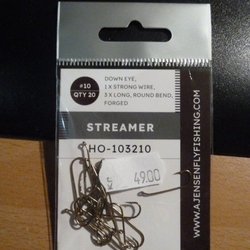 #10
QTY 20
DOWN EYE,
1 X STRONG WIRE,
3 X LONG, ROUND BEND,
FORGED
STREAMER
HO-103210
49.00
WWW.AJENSENFLYFISHING.COM